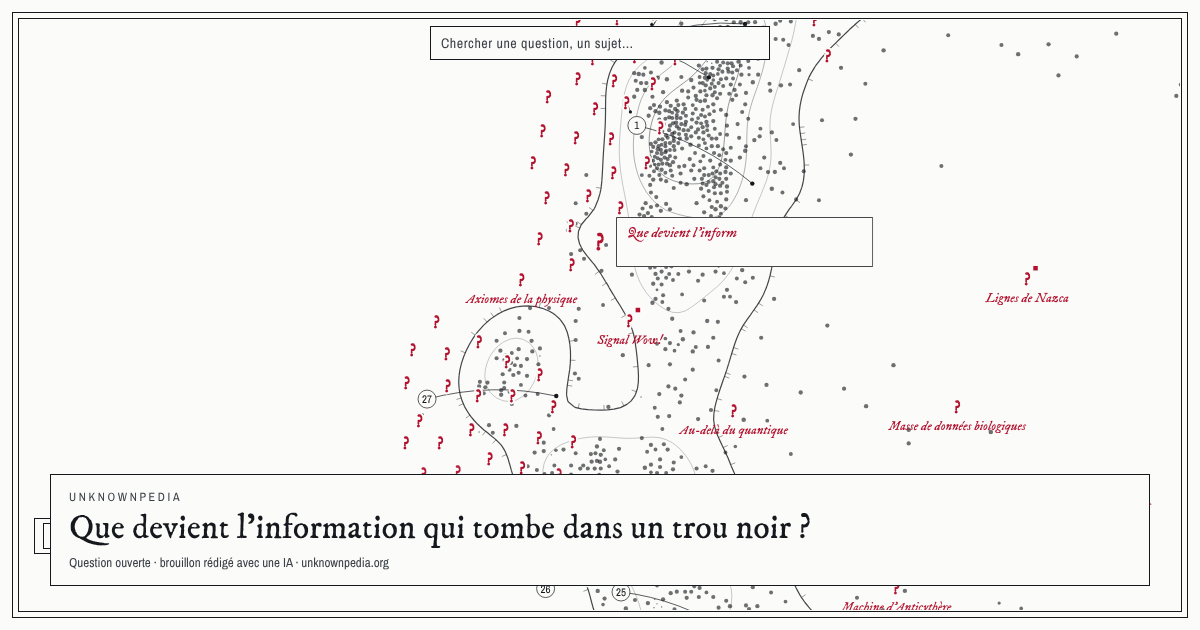 Chercher une question, un sujet...
1
Que devient l'inform
Lignes de Nazca
Axiomes de la physique
Signal Wow!
27
Au-delà du quantique
Masse de données biologiques
UNKNOWNPEDIA
Que devient l'information qui tombe dans un trou noir ?
Question ouverte · brouillon rédigé avec une IA · unknownpedia.org
26
25
Machine d'Anticythère